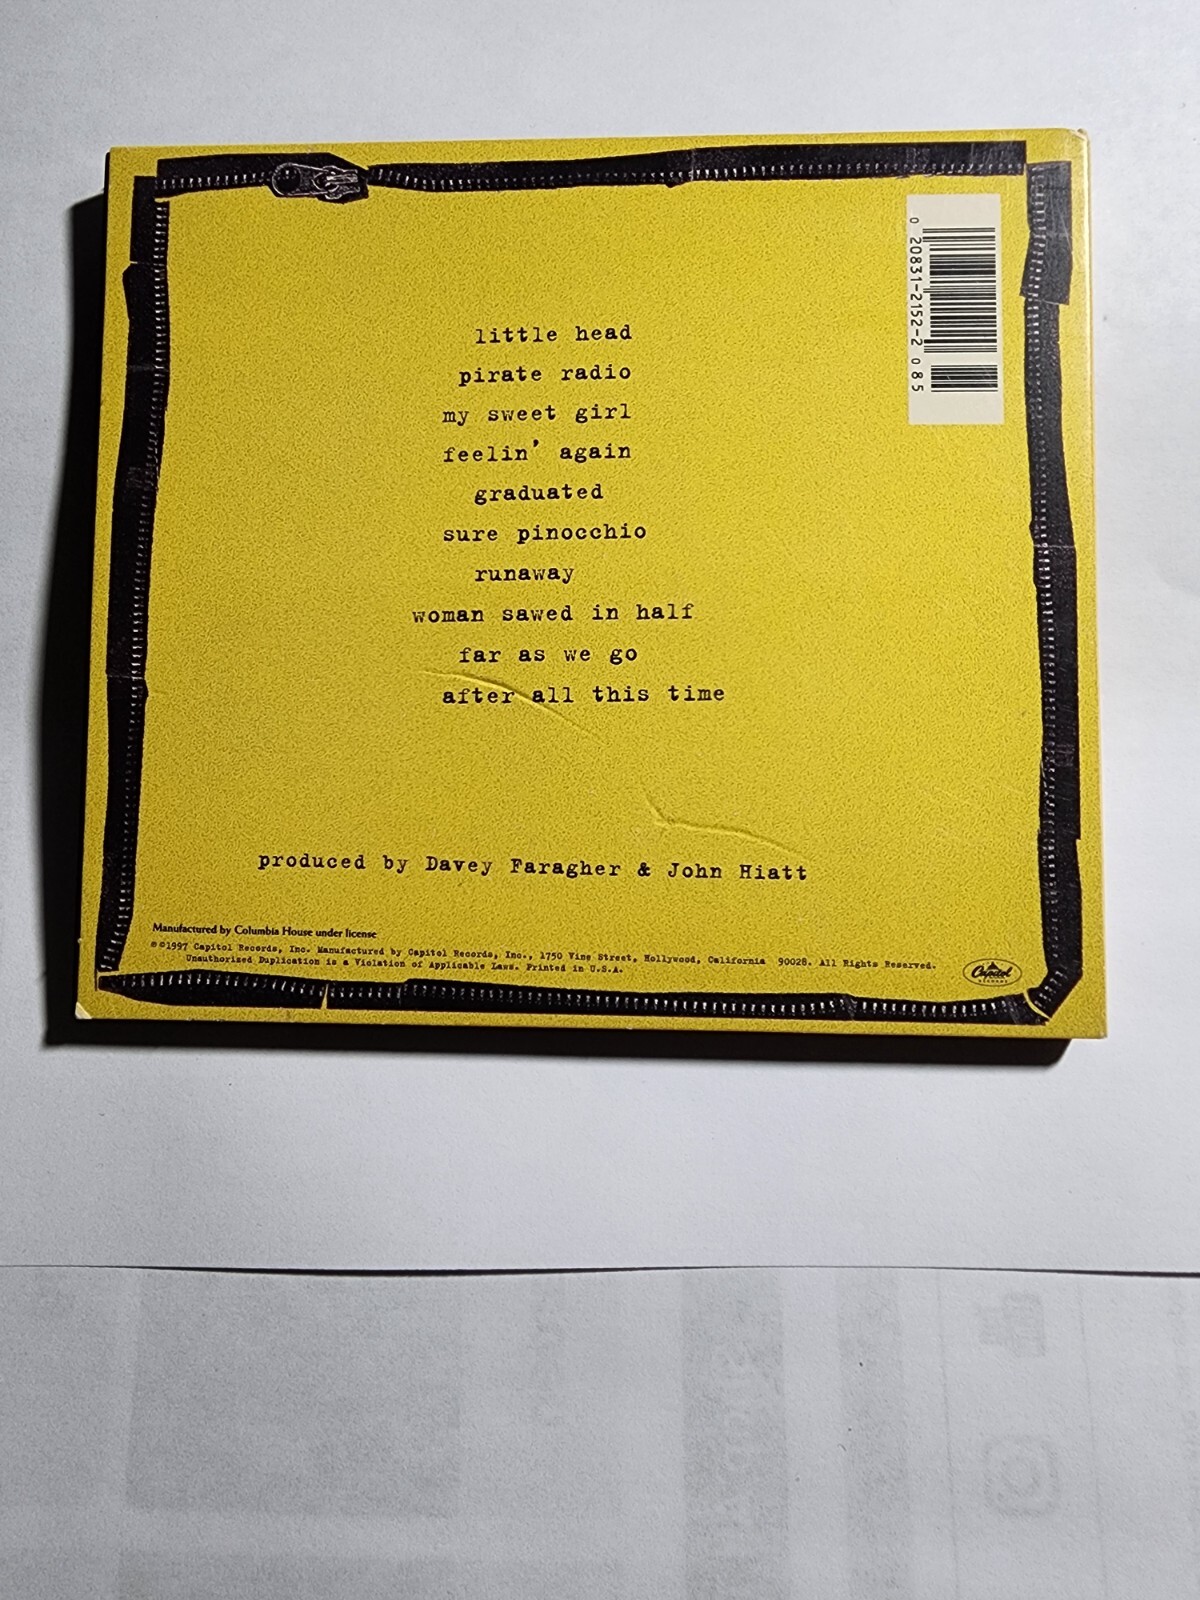 0 20831-2152-2 085
little head
pirate radio
my sweet girl
feelin' again
graduated
sure pinocchio
runaway
woman sawed in half
far as we go
after all this time
produced by Davey Faragher & John Hiatt
Manufactured by Columbia House under license
℗©1997 Capitol Records, Inc. Manufactured by Capitol Records, Inc., 1750 Vine Street, Hollywood, California 90028. All Rights Reserved.
Unauthorized Duplication is a Violation of Applicable Laws. Printed in U.S.A.
Capitol
RECORDS